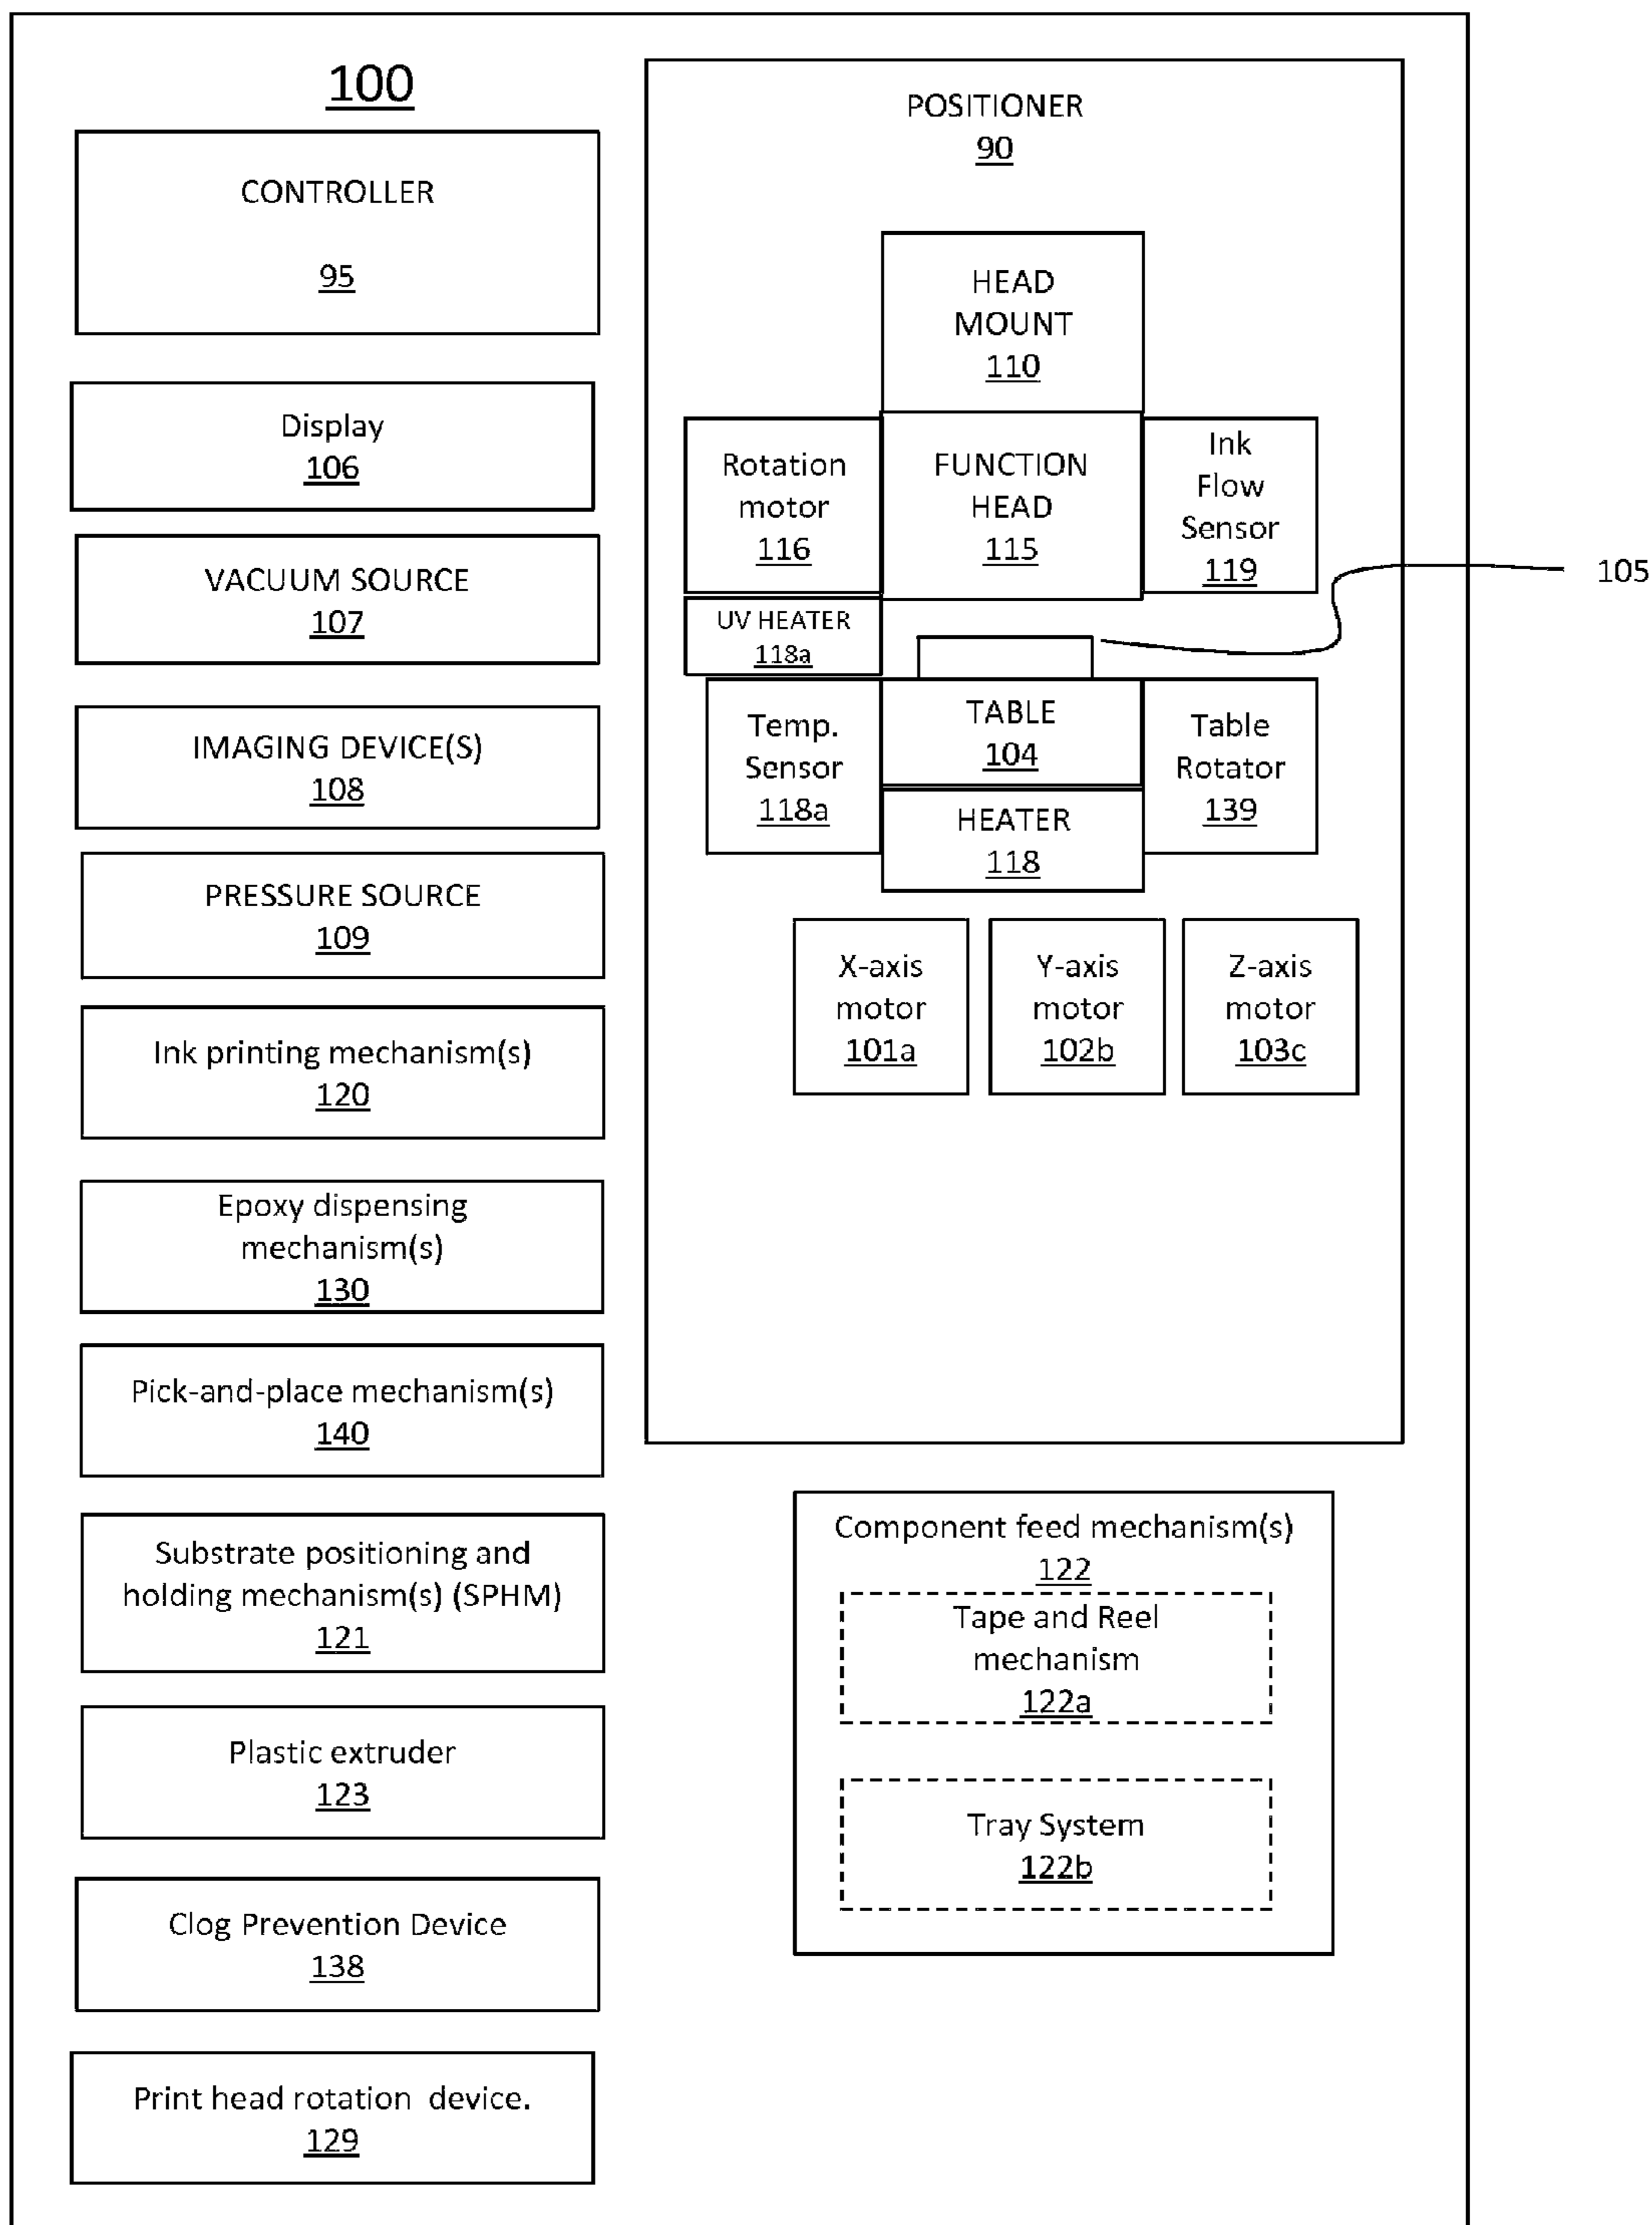 100
CONTROLLER
95
Display
106
VACUUM SOURCE
107
IMAGING DEVICE(S)
108
PRESSURE SOURCE
109
Ink printing mechanism(s)
120
Epoxy dispensing
mechanism(s)
130
Pick-and-place mechanism(s)
140
Substrate positioning and
holding mechanism(s) (SPHM)
121
Plastic extruder
123
Clog Prevention Device
138
Print head rotation device.
129
POSITIONER
90
HEAD
MOUNT
110
Rotation
motor
116
FUNCTION
HEAD
115
Ink
Flow
Sensor
119
105
UV HEATER
118a
Temp.
Sensor
118a
TABLE
104
Table
Rotator
139
HEATER
118
X-axis
motor
101a
Y-axis
motor
102b
Z-axis
motor
103c
Component feed mechanism(s)
122
Tape and Reel
mechanism
122a
Tray System
122b